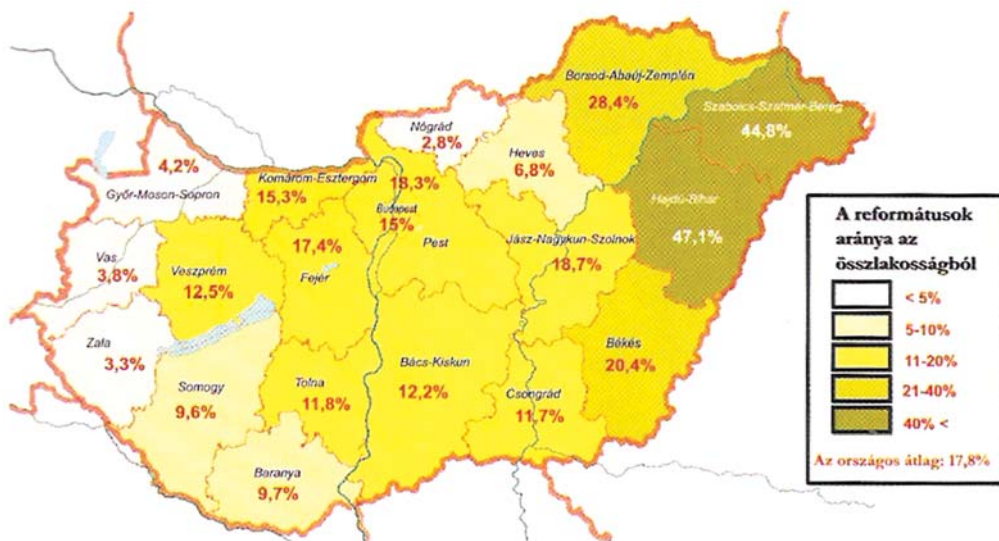 Borsod-Abaúj-Zemplén
28,4%
Szabolcs-Szatmár-Bereg
44,8%
Nógrád
2,8%
Heves
6,8%
4,2%
Győr-Moson-Sopron
Komárom-Esztergom
15,3%
18,3%
Budapest
15%
Pest
Hajdú-Bihar
47,1%
Jász-Nagykun-Szolnok
18,7%
Vas
3,8%
Veszprém
12,5%
17,4%
Fejér
Zala
3,3%
Somogy
9,6%
Tolna
11,8%
Bács-Kiskun
12,2%
Csongrád
11,7%
Békés
20,4%
Baranya
9,7%
A reformátusok
aránya az
összlakosságból
< 5%
5-10%
11-20%
21-40%
40% <
Az országos átlag: 17,8%